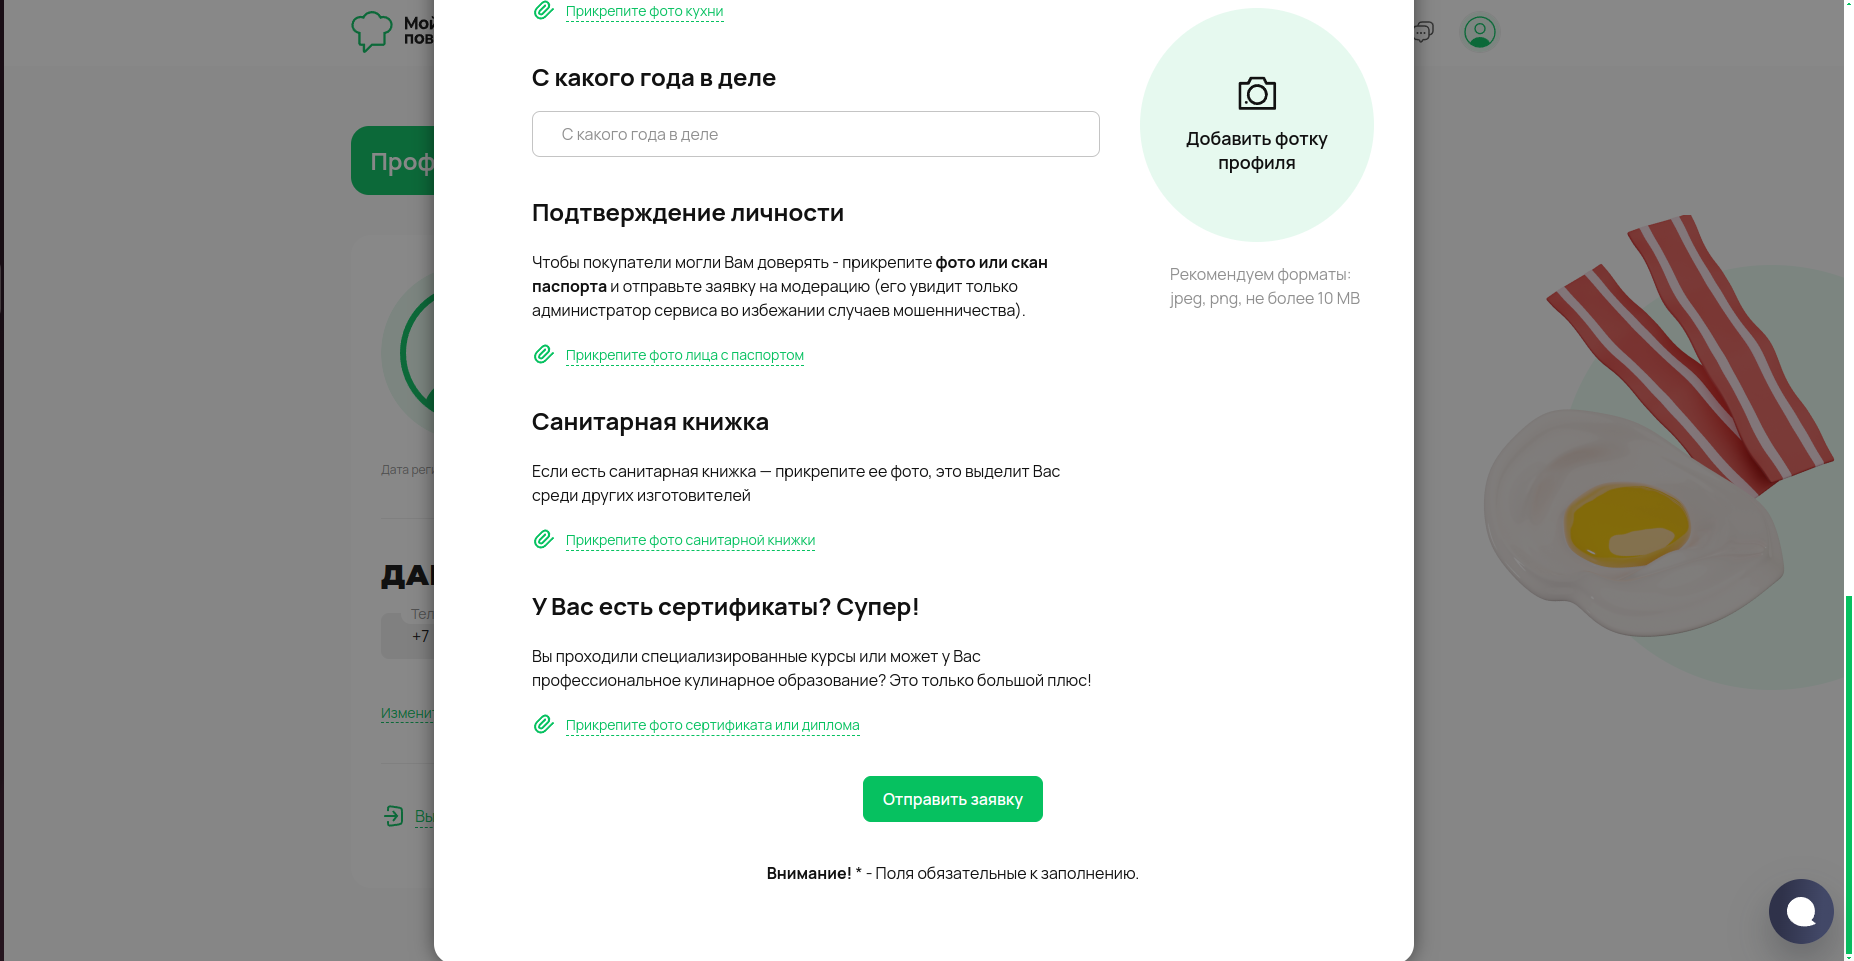 Прикрепите фото кухни
С какого года в деле
С какого года в деле
Подтверждение личности
Чтобы покупатели могли Вам доверять - прикрепите фото или скан
паспорта и отправьте заявку на модерацию (его увидит только
администратор сервиса во избежании случаев мошенничества).
Прикрепите фото лица с паспортом
Санитарная книжка
Если есть санитарная книжка — прикрепите ее фото, это выделит Вас
среди других изготовителей
Прикрепите фото санитарной книжки
У Вас есть сертификаты? Супер!
Вы проходили специализированные курсы или может у Вас
профессиональное кулинарное образование? Это только большой плюс!
Прикрепите фото сертификата или диплома
Отправить заявку
Внимание! * - Поля обязательные к заполнению.
Добавить фотку
профиля
Рекомендуем форматы:
jpeg, png, не более 10 MB
Мой
пов
Проф
Дата реги
ДАН
Тел
+7
Изменит
Вы